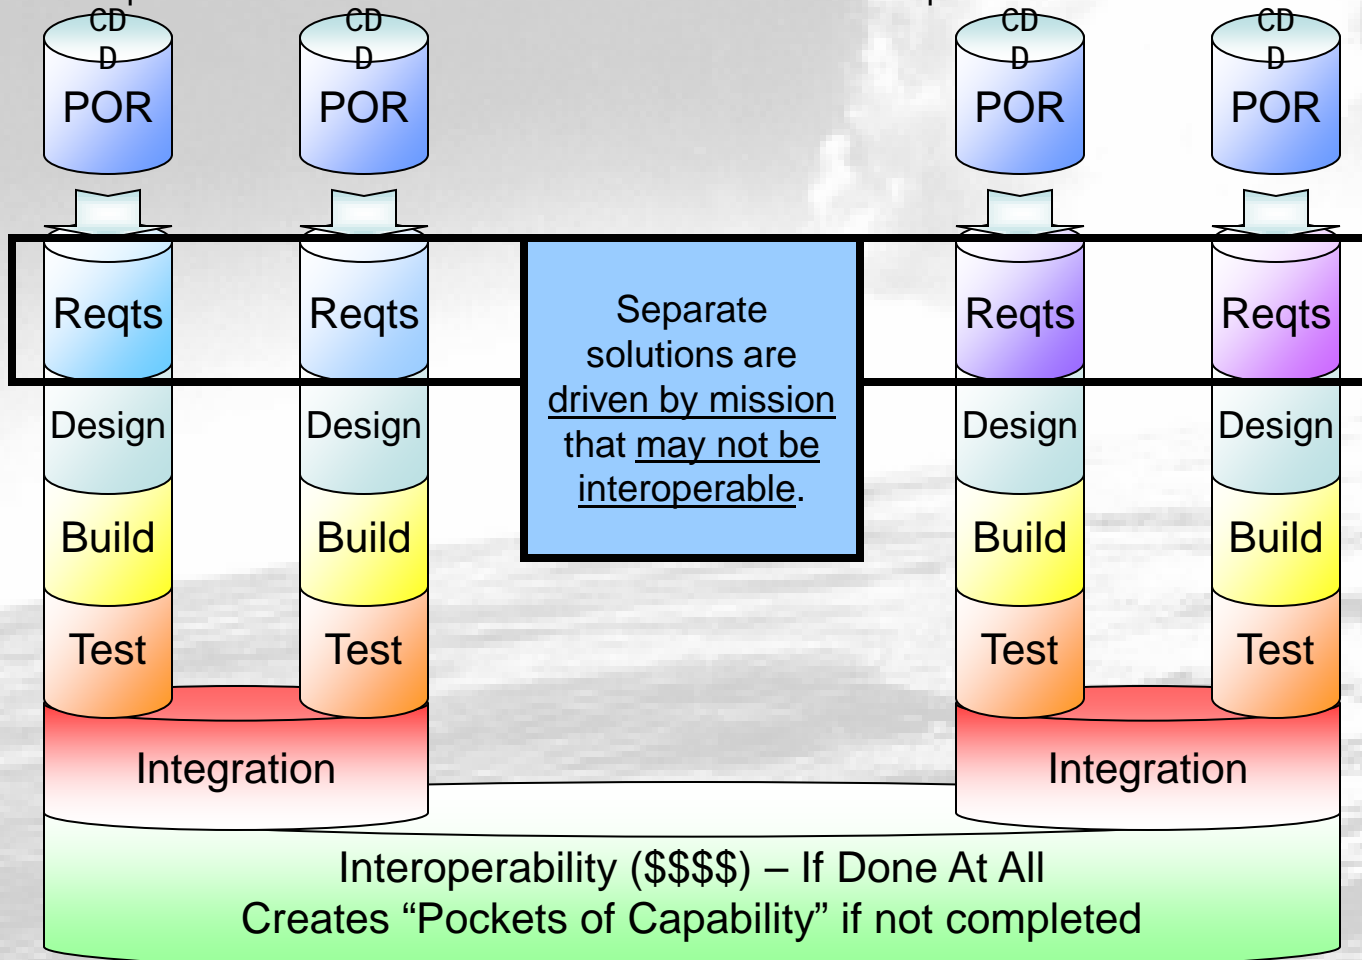 CD
D
POR
CD
D
POR
CD
D
POR
CD
D
POR
Reqts
Reqts
Reqts
Reqts
Separate
solutions are
driven by mission
that may not be
interoperable.
Design
Design
Design
Design
Build
Build
Build
Build
Test
Test
Test
Test
Integration
Integration
Interoperability ($$$$) – If Done At All
Creates “Pockets of Capability” if not completed